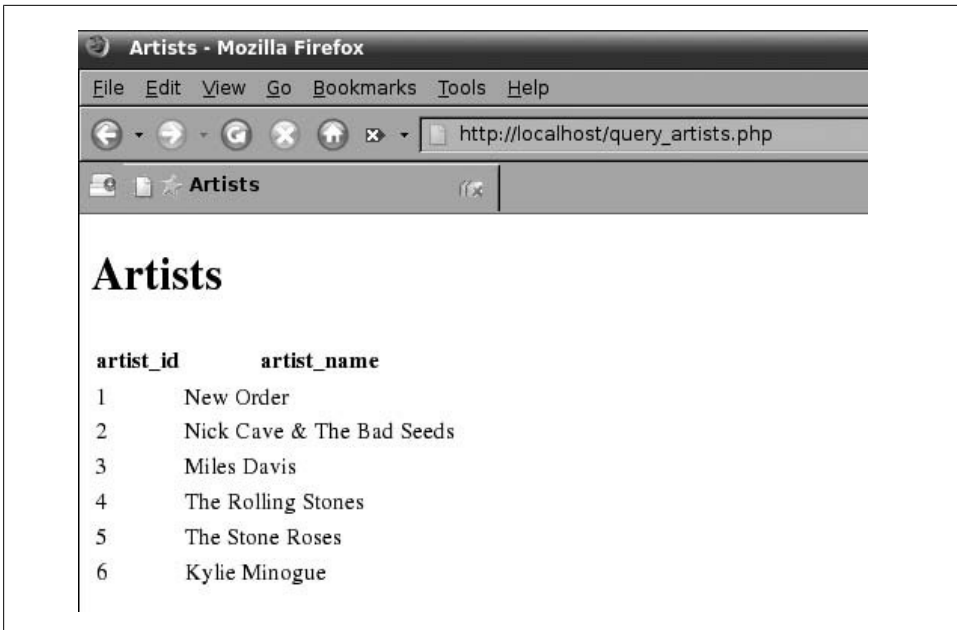 Artists - Mozilla Firefox
File Edit View Go Bookmarks Tools Help
http://localhost/query_artists.php
Artists
Artists
artist_id artist_name
1 New Order
2 Nick Cave & The Bad Seeds
3 Miles Davis
4 The Rolling Stones
5 The Stone Roses
6 Kylie Minogue